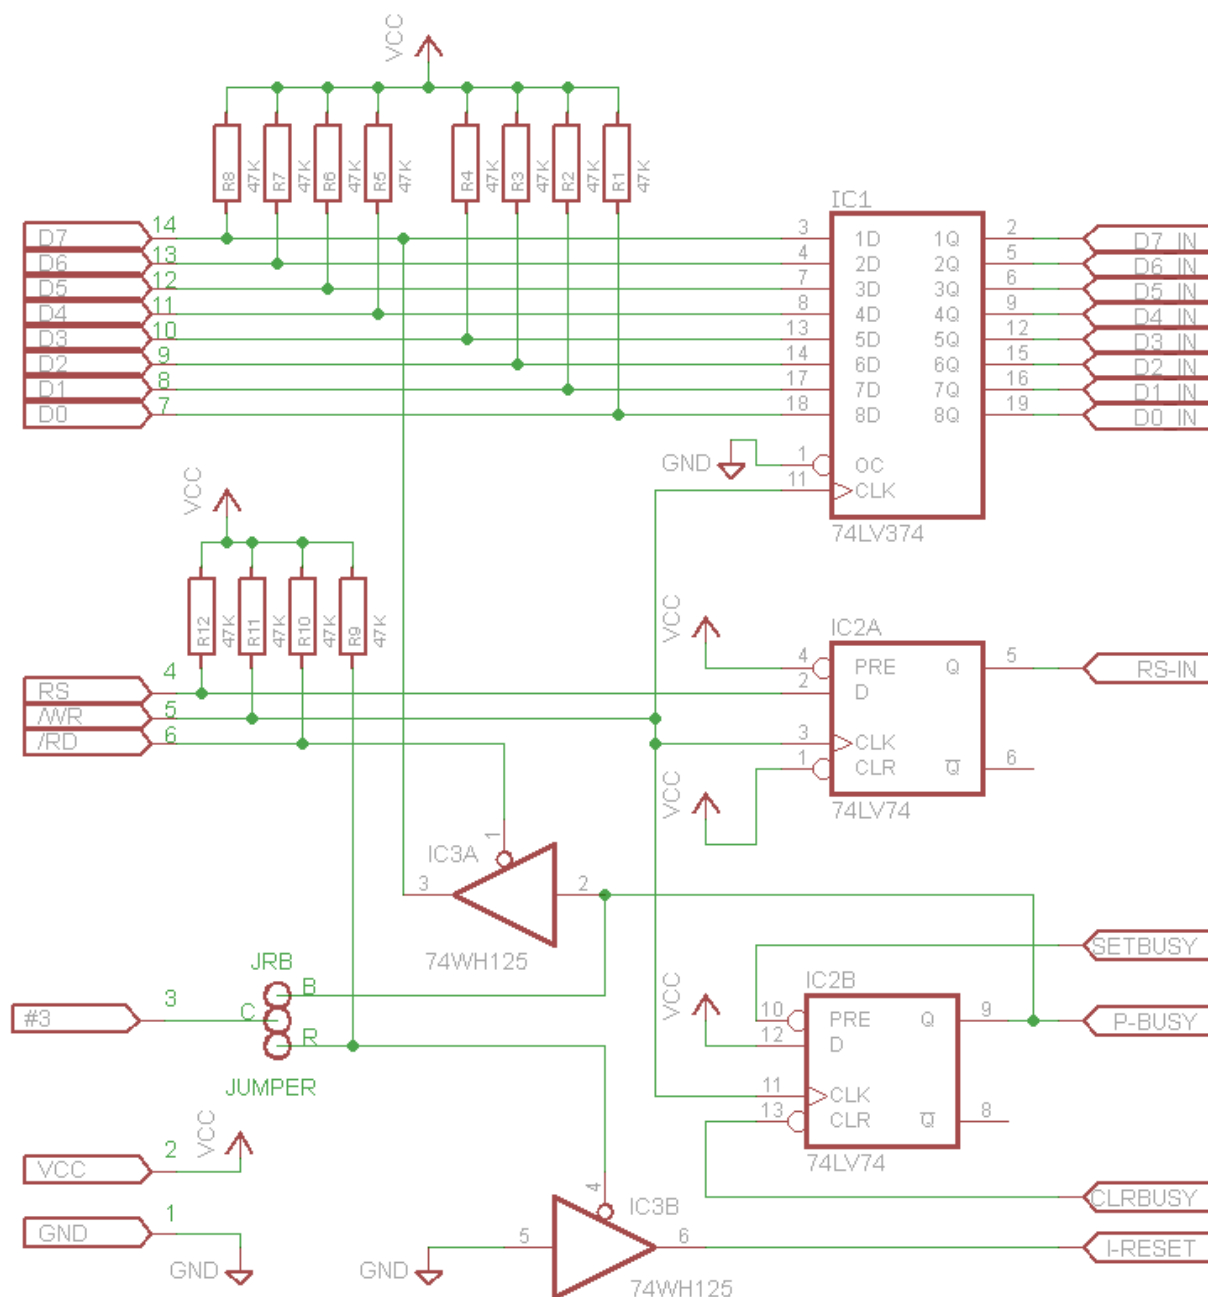 VCC
R8 47K R7 47K R6 47K R5 47K R4 47K R3 47K R2 47K R1 47K
IC1
D7 14 3 1D 1Q 2 D7_IN
D6 13 4 2D 2Q 5 D6_IN
D5 12 7 3D 3Q 6 D5_IN
D4 11 8 4D 4Q 9 D4_IN
D3 10 13 5D 5Q 12 D3_IN
D2 9 14 6D 6Q 15 D2_IN
D1 8 17 7D 7Q 16 D1_IN
D0 7 18 8D 8Q 19 D0_IN
GND 1 OC
11 CLK
74LV374
VCC
R12 47K R11 47K R10 47K R9 47K
VCC
IC2A
4 PRE Q 5 RS-IN
RS 4 2 D
/WR 5
/RD 6 3 CLK
1 CLR Q 6
VCC
74LV74
1
IC3A
3 2
74WH125
SETBUSY
JRB
B
#3 3 C
R
JUMPER
VCC
IC2B
10 PRE Q 9 P-BUSY
12 D
11 CLK
13 CLR Q 8
74LV74
VCC 2 VCC
CLRBUSY
4 IC3B
GND 1
GND
GND 5 6 I-RESET
74WH125